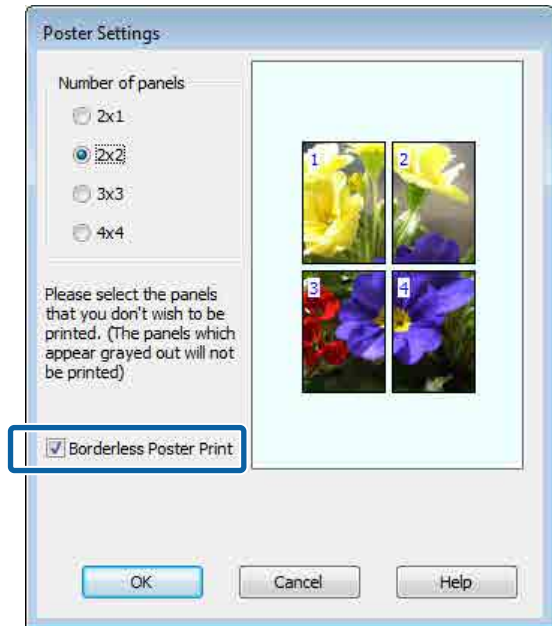 Poster Settings
Number of panels
2x1
2x2
3x3
4x4
1
2
3
4
Please select the panels
that you don't wish to be
printed. (The panels which
appear grayed out will not
be printed)
Borderless Poster Print
OK
Cancel
Help